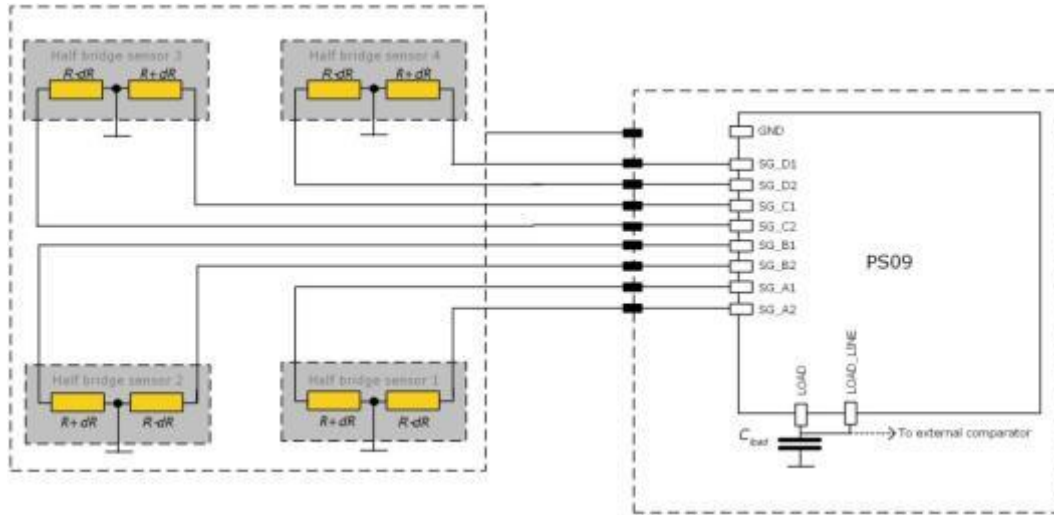 Half bridge sensor 3
R-dR R+dR
Half bridge sensor 4
R-dR R+dR
GND
SG_D1
SG_D2
SG_C1
SG_C2
SG_B1
SG_B2
SG_A1
SG_A2
PS09
LOAD
LOAD_LINE
Cload
To external comparator
Half bridge sensor 2
R+dR R-dR
Half bridge sensor 1
R+dR R-dR